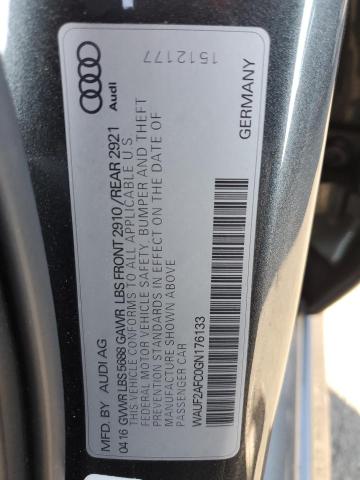 MFD. BY AUDI AG
04 16 GWWR LBS 5688 GAWR LBS FRONT 2910 / REAR 2921
THIS VEHICLE CONFORMS TO ALL APPLICABLE U S
FEDERAL MOTOR VEHICLE SAFETY, BUMPER AND THEFT
PREVENTION STANDARDS IN EFFECT ON THE DATE OF
MANUFACTURE SHOWN ABOVE
PASSENGER CAR
WAUF2AFC0GN176133
GERMANY
Audi
1512177